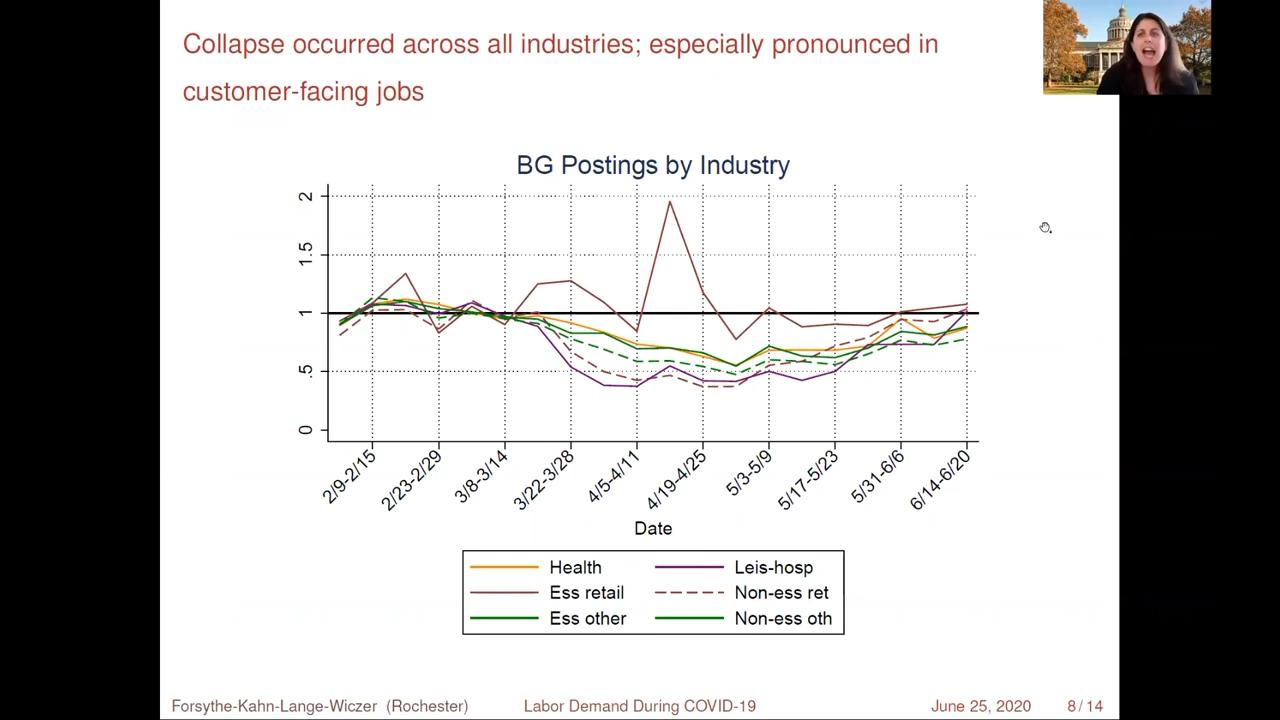 Collapse occurred across all industries; especially pronounced in
customer-facing jobs
BG Postings by Industry
2
1.5
1
.5
0
2/9-2/15
2/23-2/29
3/8-3/14
3/22-3/28
4/5-4/11
4/19-4/25
5/3-5/9
5/17-5/23
5/31-6/6
6/14-6/20
Date
Health
Leis-hosp
Ess retail
Non-ess ret
Ess other
Non-ess oth
Forsythe-Kahn-Lange-Wiczer (Rochester)
Labor Demand During COVID-19
June 25, 2020
8 / 14